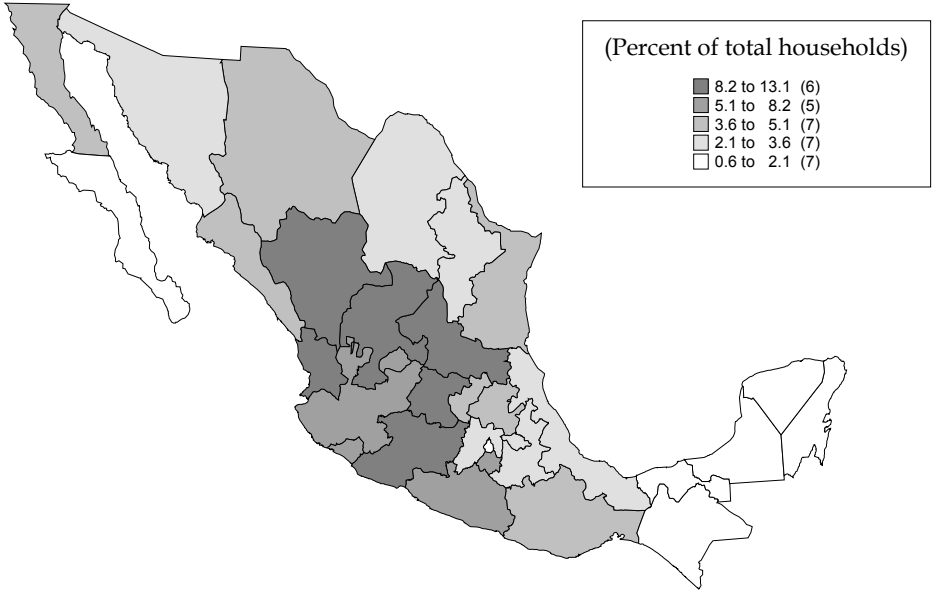 (Percent of total households)
8.2 to 13.1 (6)
5.1 to 8.2 (5)
3.6 to 5.1 (7)
2.1 to 3.6 (7)
0.6 to 2.1 (7)